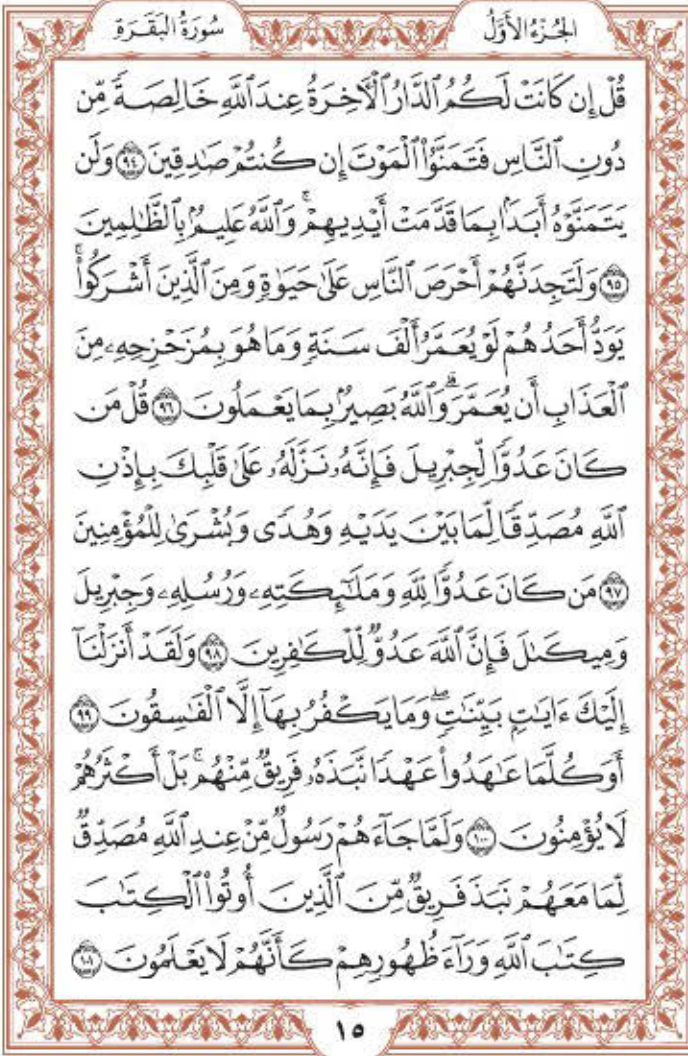 الجُزْءُ الأَوَّلُ سُورَةُ البَقَرَةِ
قُلْ إِن كَانَتْ لَكُمُ ٱلدَّارُ ٱلْأَخِرَةُ عِندَ ٱللَّهِ خَالِصَةً مِّن
دُونِ ٱلنَّاسِ فَتَمَنَّوُا۟ ٱلْمَوْتَ إِن كُنتُمْ صَٰدِقِينَ ٩٤ وَلَن
يَتَمَنَّوْهُ أَبَدًۢا بِمَا قَدَّمَتْ أَيْدِيهِمْ ۗ وَٱللَّهُ عَلِيمٌۢ بِٱلظَّٰلِمِينَ
٩٥ وَلَتَجِدَنَّهُمْ أَحْرَصَ ٱلنَّاسِ عَلَىٰ حَيَوٰةٍ وَمِنَ ٱلَّذِينَ أَشْرَكُوا۟ ۚ
يَوَدُّ أَحَدُهُمْ لَوْ يُعَمَّرُ أَلْفَ سَنَةٍ وَمَا هُوَ بِمُزَحْزِحِهِۦ مِنَ
ٱلْعَذَابِ أَن يُعَمَّرَ ۗ وَٱللَّهُ بَصِيرٌۢ بِمَا يَعْمَلُونَ ٩٦ قُلْ مَن
كَانَ عَدُوًّا لِّجِبْرِيلَ فَإِنَّهُۥ نَزَّلَهُۥ عَلَىٰ قَلْبِكَ بِإِذْنِ
ٱللَّهِ مُصَدِّقًا لِّمَا بَيْنَ يَدَيْهِ وَهُدًى وَبُشْرَىٰ لِلْمُؤْمِنِينَ
٩٧ مَن كَانَ عَدُوًّا لِّلَّهِ وَمَلَٰٓئِكَتِهِۦ وَرُسُلِهِۦ وَجِبْرِيلَ
وَمِيكَىٰلَ فَإِنَّ ٱللَّهَ عَدُوٌّ لِّلْكَٰفِرِينَ ٩٨ وَلَقَدْ أَنزَلْنَآ
إِلَيْكَ ءَايَٰتٍۭ بَيِّنَٰتٍ ۖ وَمَا يَكْفُرُ بِهَآ إِلَّا ٱلْفَٰسِقُونَ ٩٩
أَوَكُلَّمَا عَٰهَدُوا۟ عَهْدًا نَّبَذَهُۥ فَرِيقٌ مِّنْهُم ۚ بَلْ أَكْثَرُهُمْ
لَا يُؤْمِنُونَ ١٠٠ وَلَمَّا جَآءَهُمْ رَسُولٌ مِّنْ عِندِ ٱللَّهِ مُصَدِّقٌ
لِّمَا مَعَهُمْ نَبَذَ فَرِيقٌ مِّنَ ٱلَّذِينَ أُوتُوا۟ ٱلْكِتَٰبَ
كِتَٰبَ ٱللَّهِ وَرَآءَ ظُهُورِهِمْ كَأَنَّهُمْ لَا يَعْلَمُونَ ١٠١
١٥